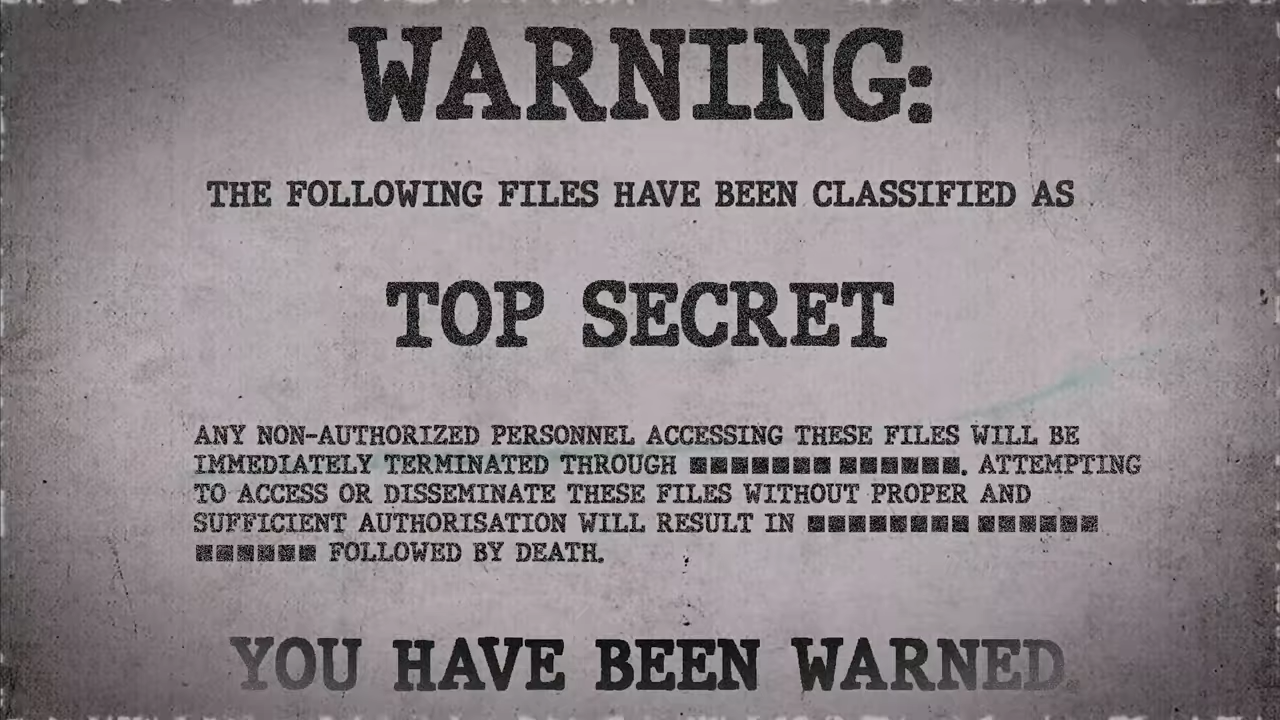 WARNING:
THE FOLLOWING FILES HAVE BEEN CLASSIFIED AS
TOP SECRET
ANY NON-AUTHORIZED PERSONNEL ACCESSING THESE FILES WILL BE
IMMEDIATELY TERMINATED THROUGH ■■■■■■■ ■■■■■■. ATTEMPTING
TO ACCESS OR DISSEMINATE THESE FILES WITHOUT PROPER AND
SUFFICIENT AUTHORISATION WILL RESULT IN ■■■■■■■■ ■■■■■■
■■■■■■ FOLLOWED BY DEATH.
YOU HAVE BEEN WARNED.